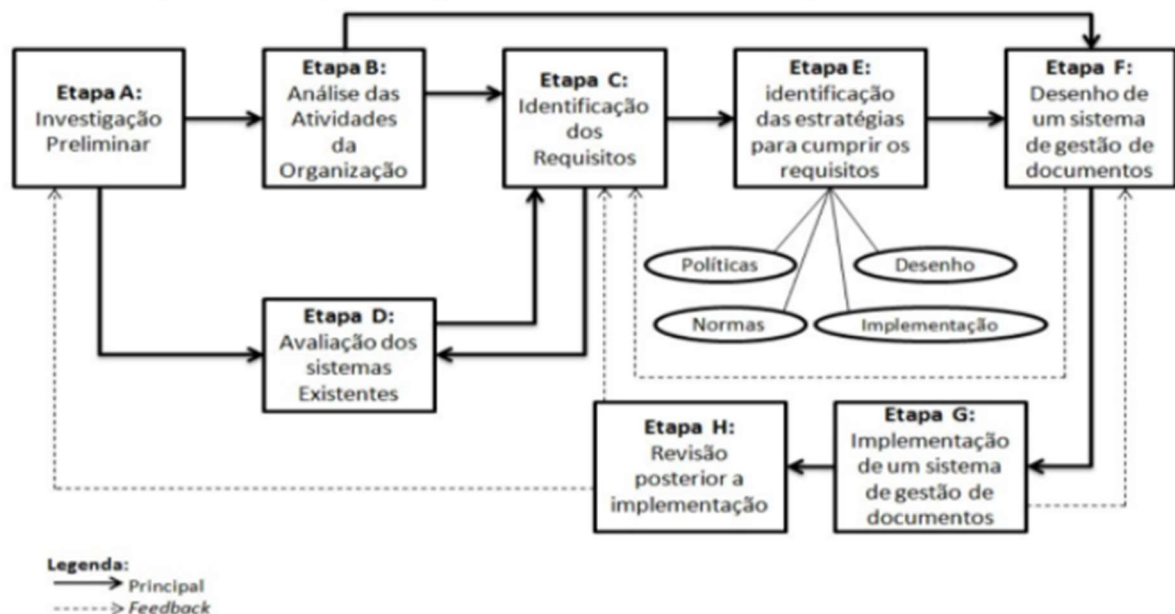 Etapa A:
Investigação
Preliminar
Etapa B:
Análise das
Atividades
da
Organização
Etapa C:
Identificação
dos
Requisitos
Etapa E:
identificação
das estratégias
para cumprir os
requisitos
Etapa F:
Desenho de
um sistema
de gestão de
documentos
Políticas
Desenho
Normas
Implementação
Etapa D:
Avaliação dos
sistemas
Existentes
Etapa H:
Revisão
posterior a
implementação
Etapa G:
Implementação
de um sistema
de gestão de
documentos
Legenda:
Principal
Feedback